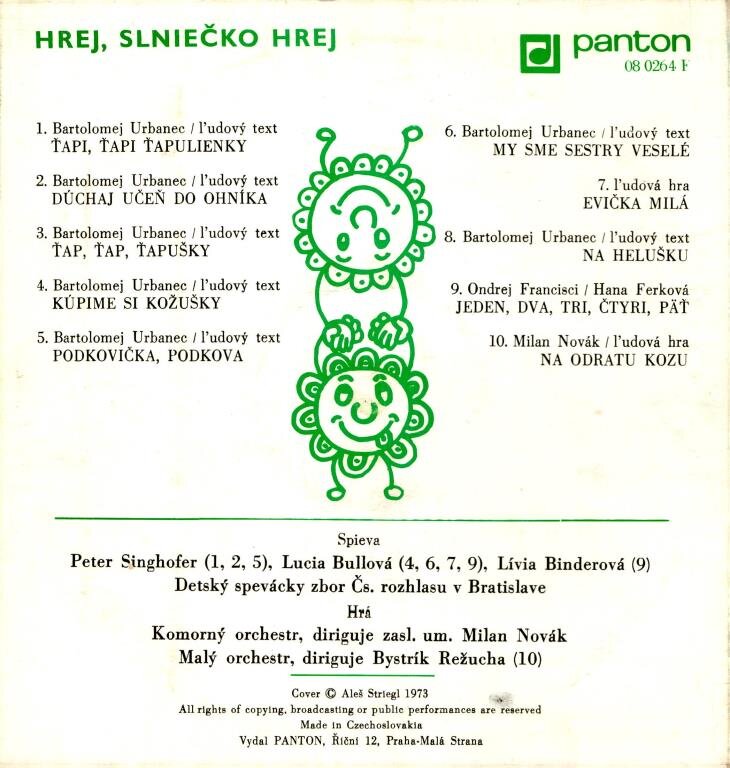 HREJ, SLNIEČKO HREJ
panton
08 0264 F
1. Bartolomej Urbanec / ľudový text
ŤAPI, ŤAPI ŤAPULIENKY
2. Bartolomej Urbanec / ľudový text
DÚCHAJ UČEŇ DO OHNÍKA
3. Bartolomej Urbanec / ľudový text
ŤAP, ŤAP, ŤAPUŠKY
4. Bartolomej Urbanec / ľudový text
KÚPIME SI KOŽUŠKY
5. Bartolomej Urbanec / ľudový text
PODKOVIČKA, PODKOVA
6. Bartolomej Urbanec / ľudový text
MY SME SESTRY VESELÉ
7. ľudová hra
EVIČKA MILÁ
8. Bartolomej Urbanec / ľudový text
NA HELUŠKU
9. Ondrej Francisci / Hana Ferková
JEDEN, DVA, TRI, ČTYRI, PÄŤ
10. Milan Novák / ľudová hra
NA ODRATU KOZU
Spieva
Peter Singhofer (1, 2, 5), Lucia Bullová (4, 6, 7, 9), Lívia Binderová (9)
Detský spevácky zbor Čs. rozhlasu v Bratislave
Hrá
Komorný orchestr, diriguje zasl. um. Milan Novák
Malý orchestr, diriguje Bystrík Režucha (10)
Cover © Aleš Striegl 1973
All rights of copying, broadcasting or public performances are reserved
Made in Czechoslovakia
Vydal PANTON, Říční 12, Praha-Malá Strana